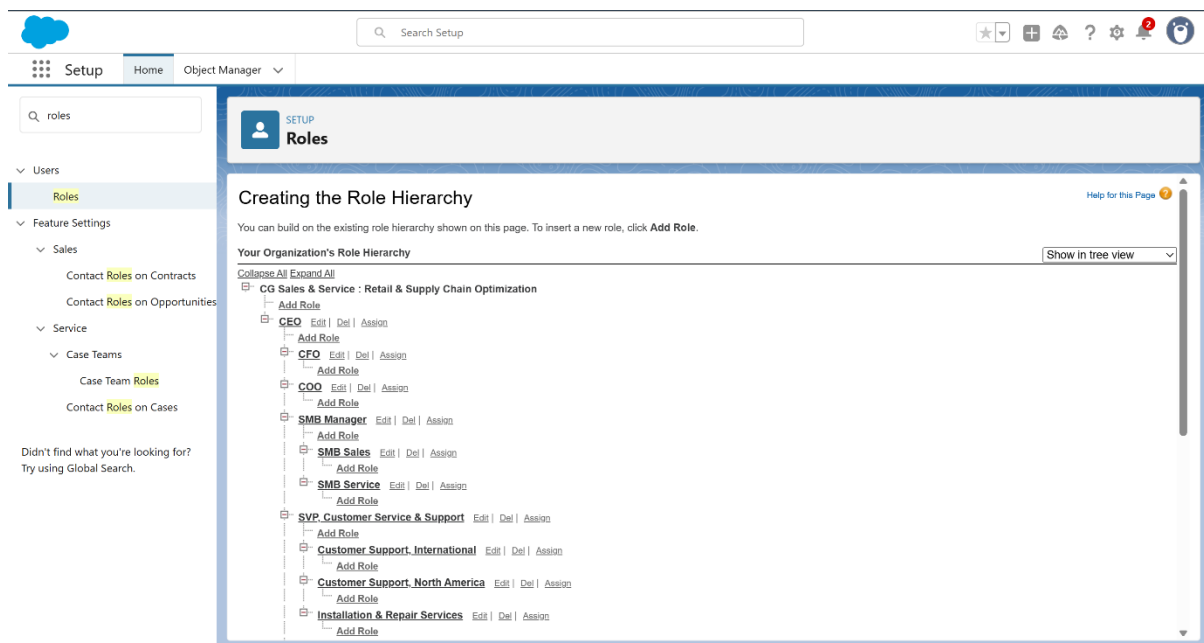 Search Setup
2
Setup
Home
Object Manager
roles
Users
Roles
Feature Settings
Sales
Contact Roles on Contracts
Contact Roles on Opportunities
Service
Case Teams
Case Team Roles
Contact Roles on Cases
Didn't find what you're looking for?
Try using Global Search.
SETUP
Roles
Creating the Role Hierarchy
Help for this Page ?
You can build on the existing role hierarchy shown on this page. To insert a new role, click Add Role.
Your Organization's Role Hierarchy
Show in tree view
Collapse All Expand All
CG Sales & Service : Retail & Supply Chain Optimization
Add Role
CEO Edit | Del | Assign
Add Role
CFO Edit | Del | Assign
Add Role
COO Edit | Del | Assign
Add Role
SMB Manager Edit | Del | Assign
Add Role
SMB Sales Edit | Del | Assign
Add Role
SMB Service Edit | Del | Assign
Add Role
SVP, Customer Service & Support Edit | Del | Assign
Add Role
Customer Support, International Edit | Del | Assign
Add Role
Customer Support, North America Edit | Del | Assign
Add Role
Installation & Repair Services Edit | Del | Assign
Add Role